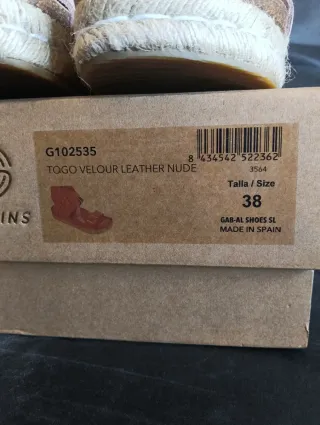 G102535
TOGO VELOUR LEATHER NUDE
8 434542 522362
3564
Talla / Size
38
GAB-AL SHOES SL
MADE IN SPAIN
INS